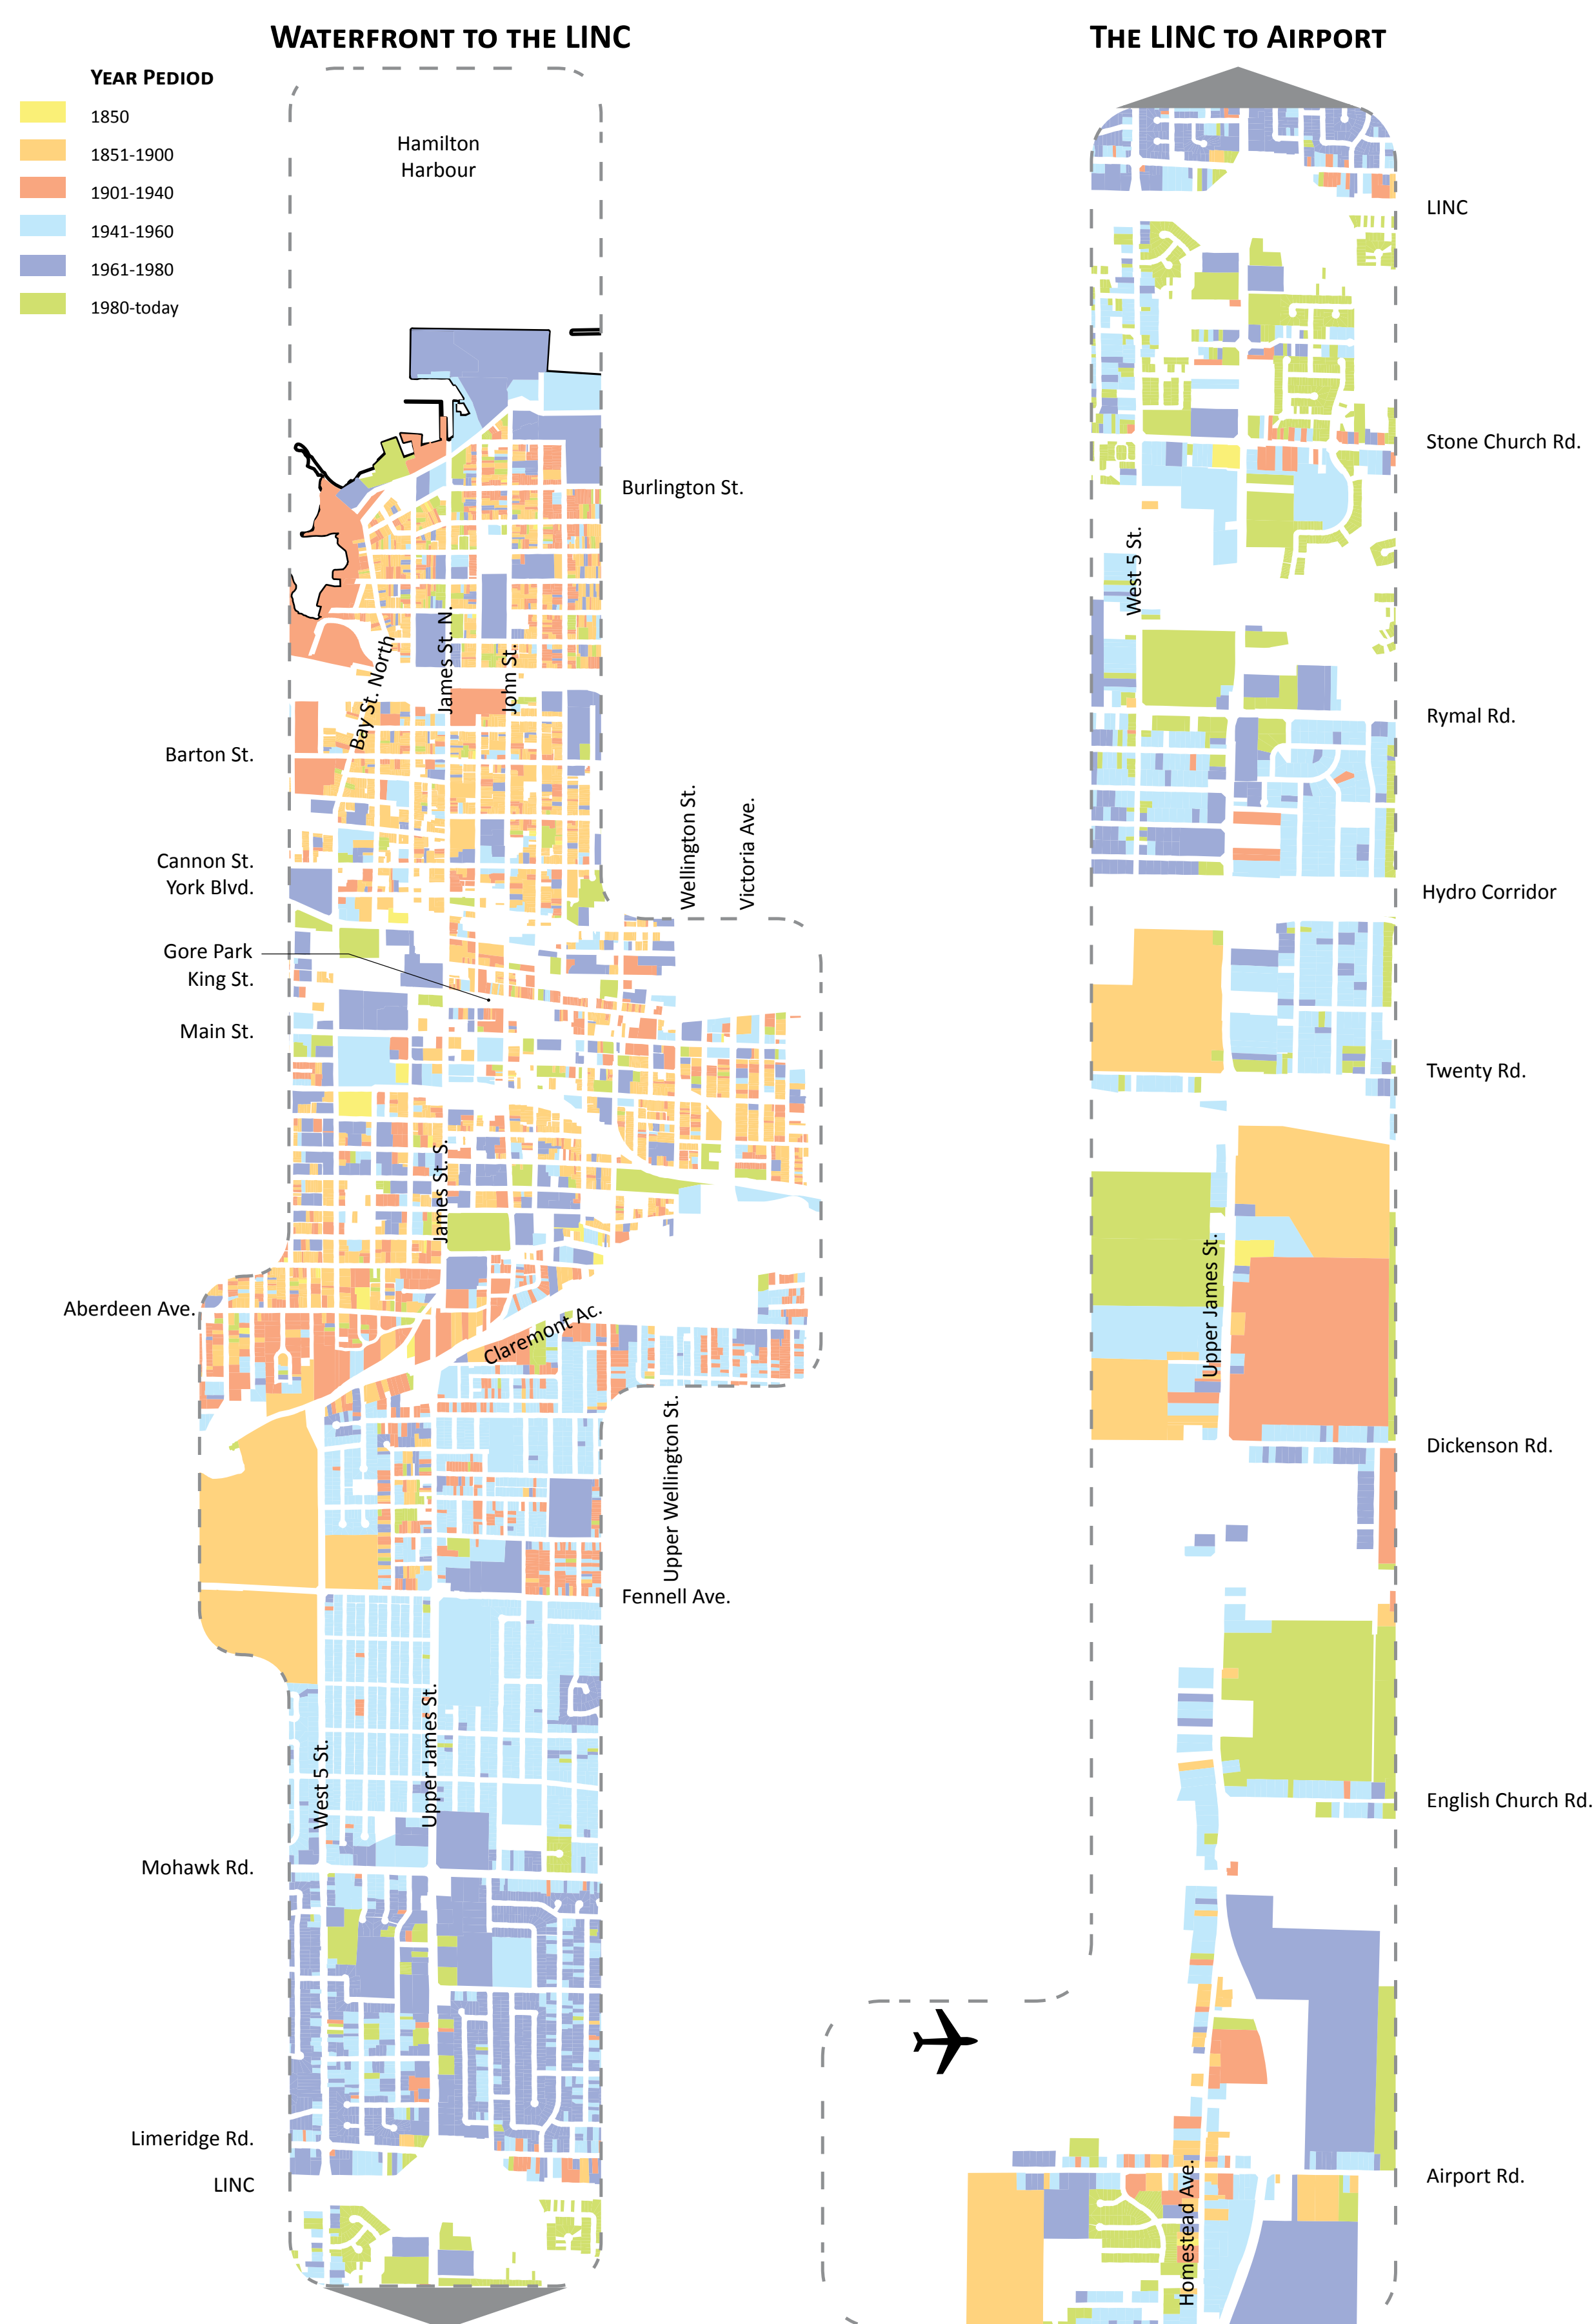 WATERFRONT TO THE LINC
YEAR PEDIOD
1850
1851-1900
1901-1940
1941-1960
1961-1980
1980-today
Hamilton
Harbour
Burlington St.
James St. N.
John St.
Bay St. North
Barton St.
Wellington St.
Victoria Ave.
Cannon St.
York Blvd.
Gore Park
King St.
Main St.
James St. S.
Aberdeen Ave.
Claremont Ac.
Upper Wellington St.
Fennell Ave.
West 5 St.
Upper James St.
Mohawk Rd.
Limeridge Rd.
LINC
THE LINC TO AIRPORT
LINC
Stone Church Rd.
West 5 St.
Rymal Rd.
Hydro Corridor
Twenty Rd.
Upper James St.
Dickenson Rd.
English Church Rd.
Airport Rd.
Homestead Ave.